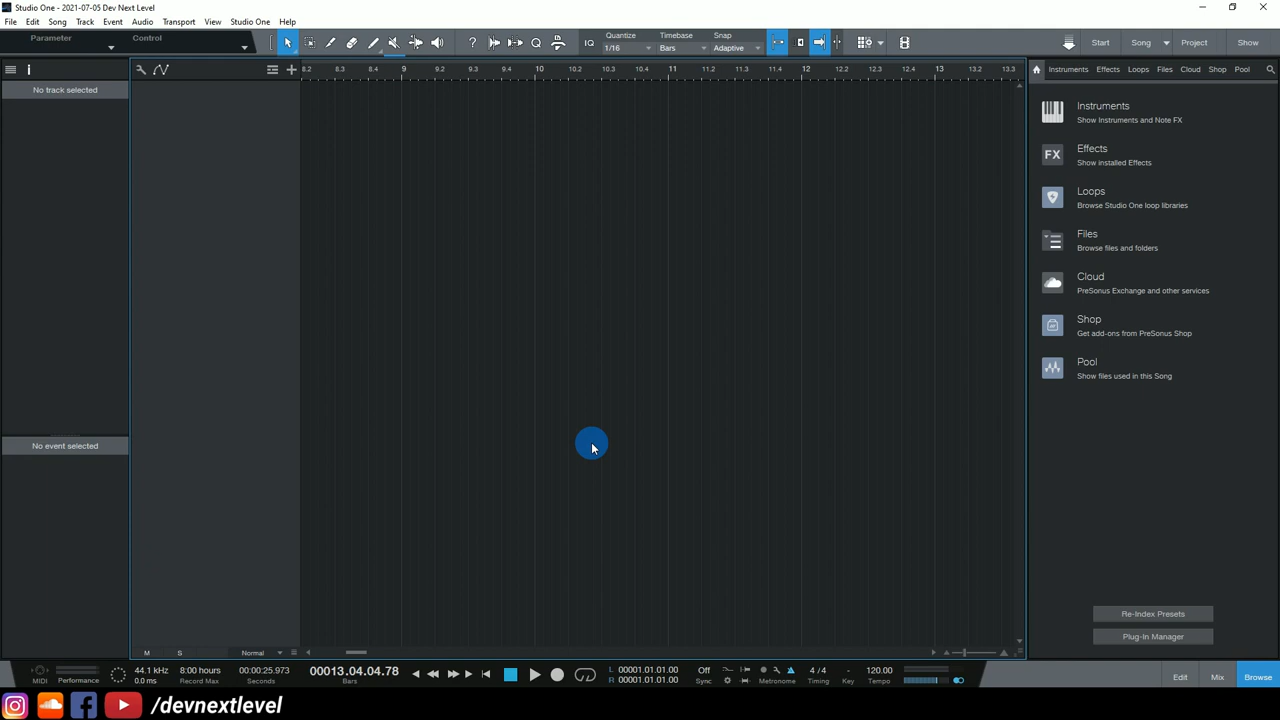 Studio One - 2021-07-05 Dev Next Level
File Edit Song Track Event Audio Transport View Studio One Help
Parameter Control
? IQ Quantize 1/16 Timebase Bars Snap Adaptive
Start Song Project Show
No track selected
8.2 8.3 8.4 9 9.2 9.3 9.4 10 10.2 10.3 10.4 11 11.2 11.3 11.4 12 12.2 12.3 12.4 13 13.2 13.3
Instruments Effects Loops Files Cloud Shop Pool
Instruments
Show Instruments and Note FX
FX
Effects
Show installed Effects
Loops
Browse Studio One loop libraries
Files
Browse files and folders
Cloud
PreSonus Exchange and other services
Shop
Get add-ons from PreSonus Shop
Pool
Show files used in this Song
No event selected
Re-Index Presets
Plug-In Manager
M S Normal
MIDI Performance
44.1 kHz
0.0 ms
8:00 hours
Record Max
00:00:25.973
Seconds
00013.04.04.78
Bars
L 00001.01.01.00
R 00001.01.01.00
Off
Sync
Metronome
4 / 4
Timing
-
Key
120.00
Tempo
Edit Mix Browse
/devnextlevel